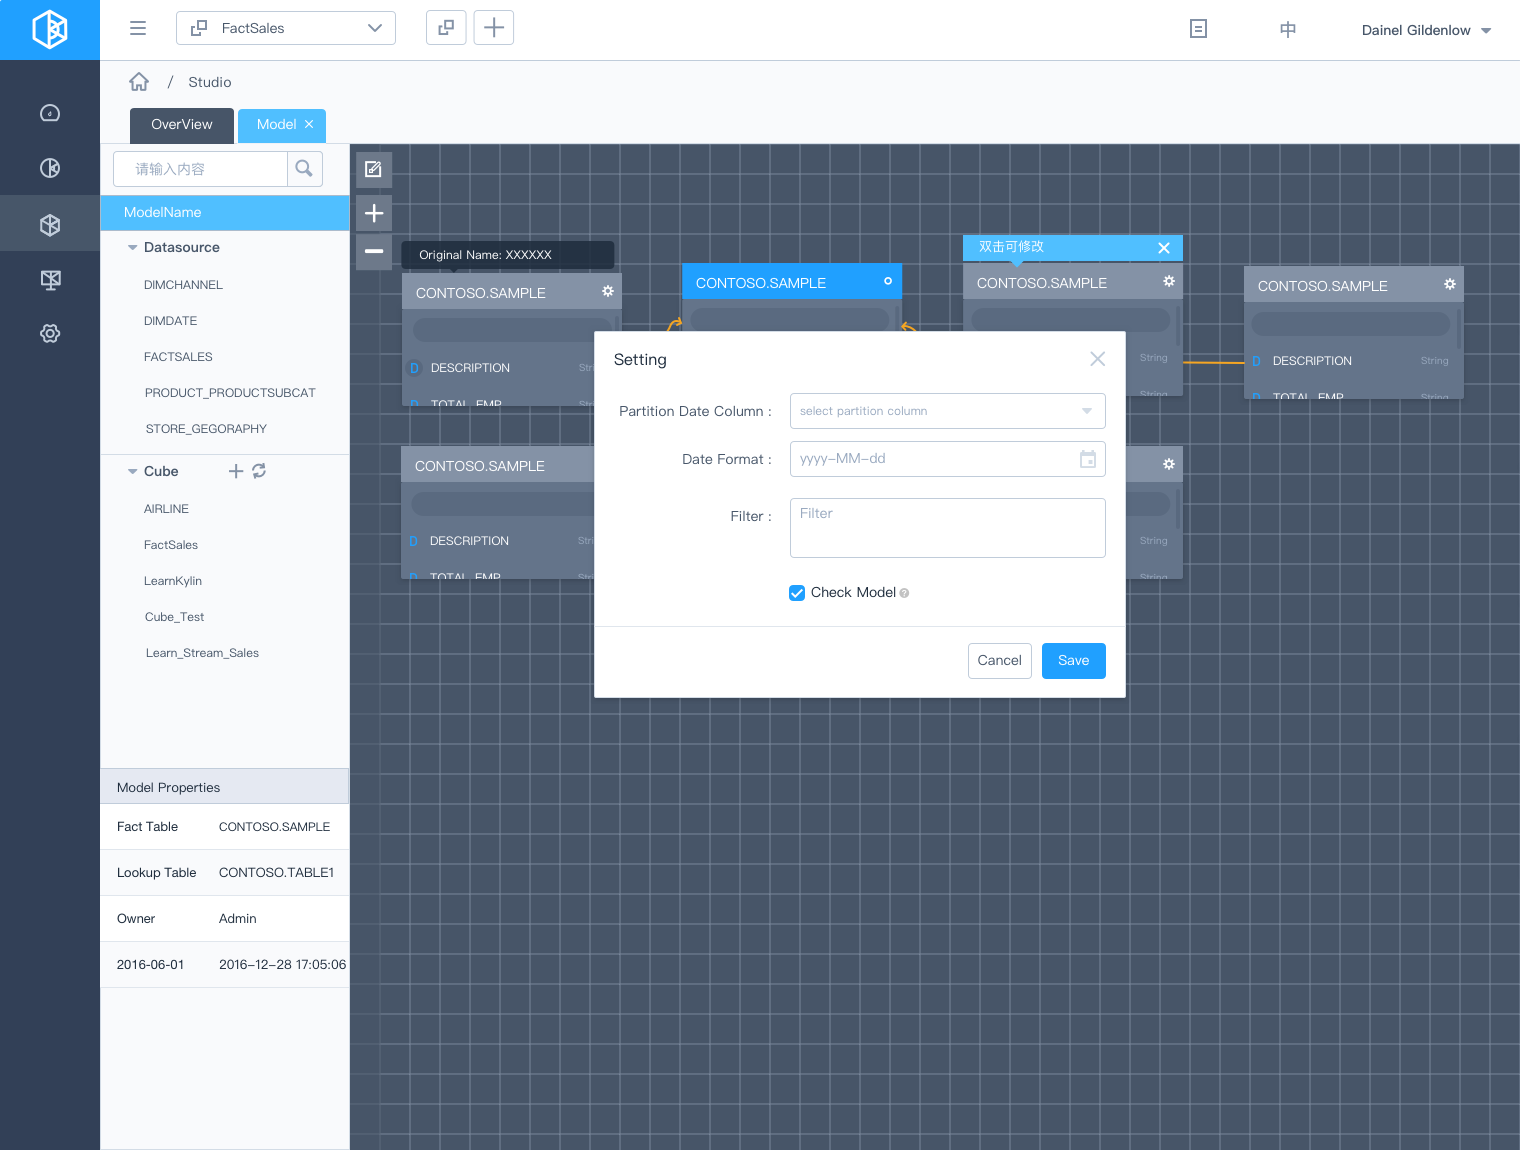 FactSales
中
Dainel Gildenlow
/ Studio
OverView
Model
请输入内容
ModelName
Datasource
DIMCHANNEL
DIMDATE
FACTSALES
PRODUCT_PRODUCTSUBCAT
STORE_GEGORAPHY
Cube
AIRLINE
FactSales
LearnKylin
Cube_Test
Learn_Stream_Sales
Model Properties
Fact Table CONTOSO.SAMPLE
Lookup Table CONTOSO.TABLE1
Owner Admin
2016-06-01 2016-12-28 17:05:06
Original Name: XXXXXX
CONTOSO.SAMPLE
D DESCRIPTION Stri
D TOTAL_EMP Stri
CONTOSO.SAMPLE
双击可修改
CONTOSO.SAMPLE
String
String
CONTOSO.SAMPLE
D DESCRIPTION String
D TOTAL_EMP String
CONTOSO.SAMPLE
D DESCRIPTION Stri
D TOTAL_EMP Stri
String
String
Setting
Partition Date Column : select partition column
Date Format : yyyy-MM-dd
Filter : Filter
Check Model ?
Cancel Save